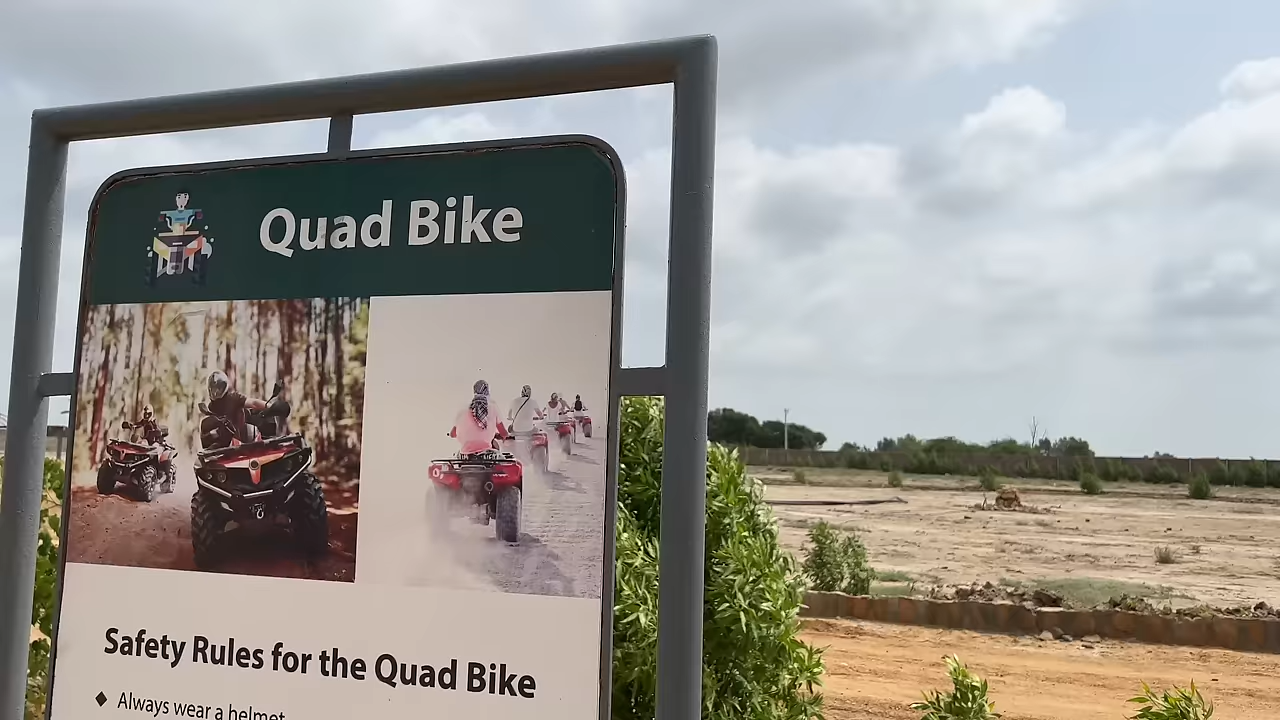 Quad Bike
Safety Rules for the Quad Bike
◆ Always wear a helmet